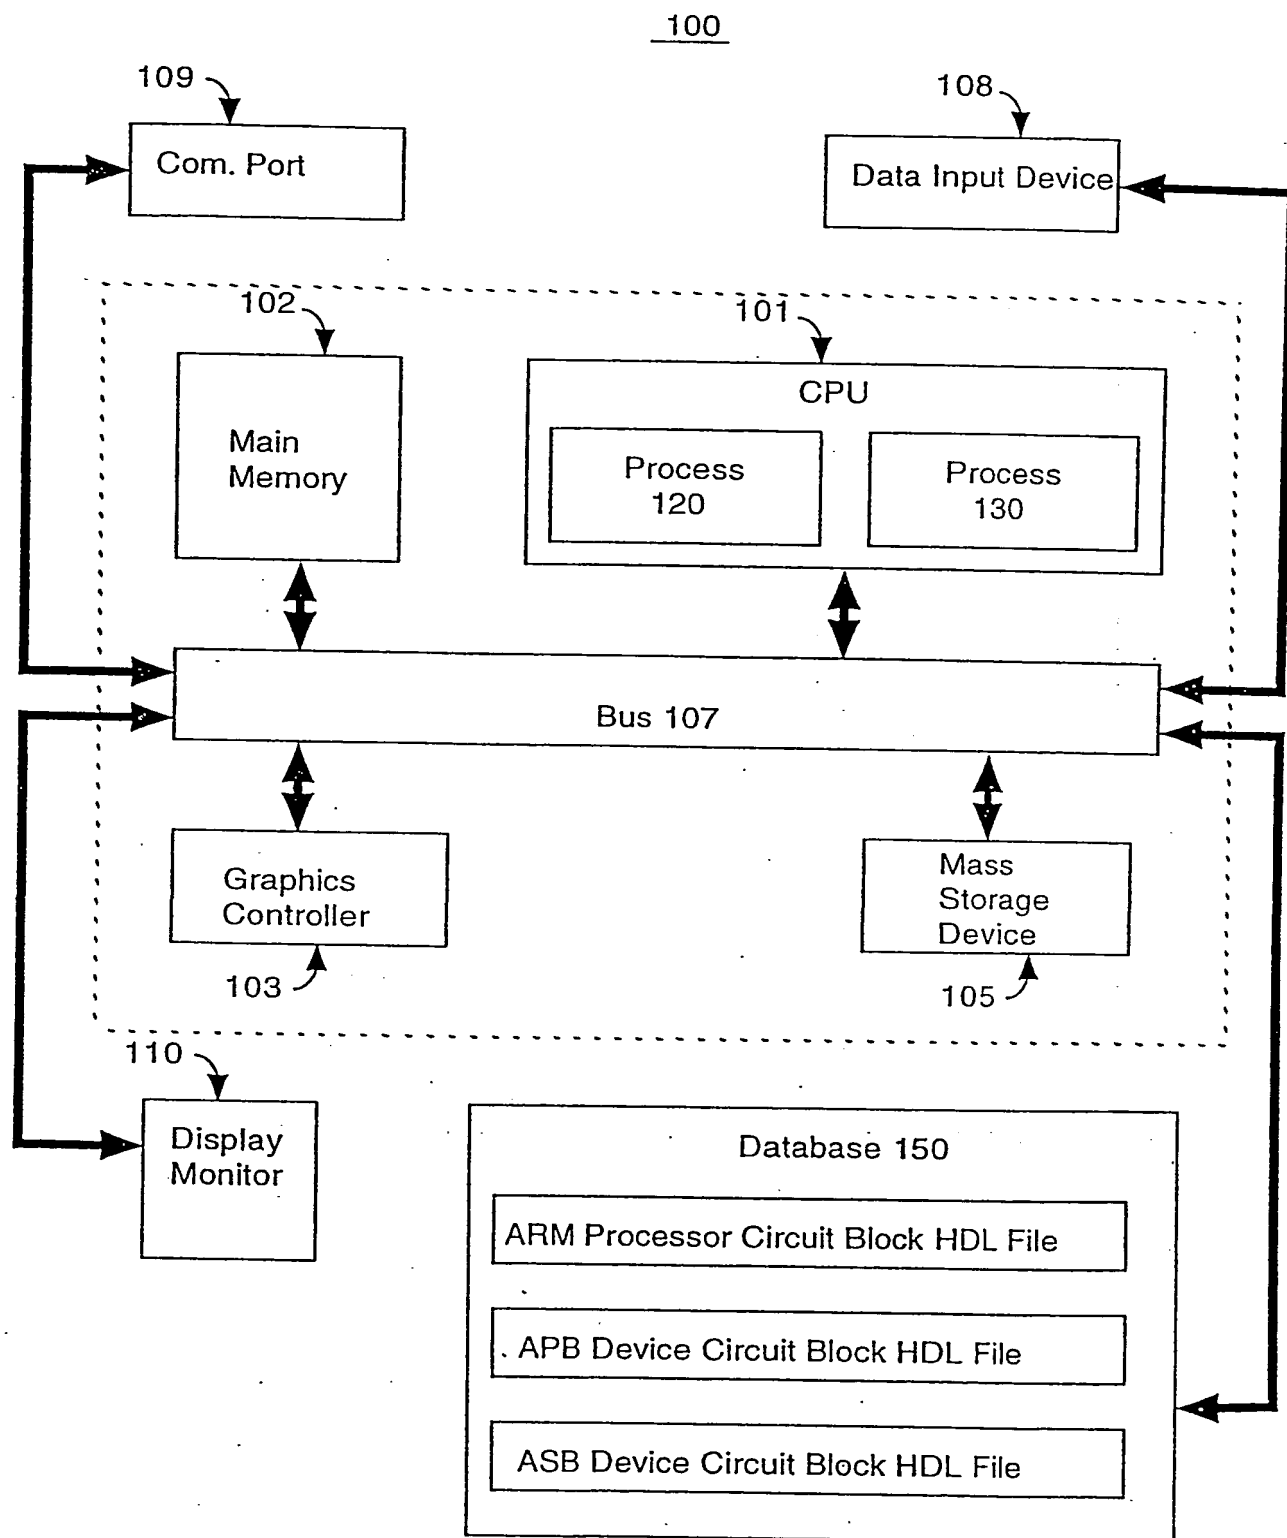 100
109
108
Com. Port
Data Input Device
102
101
CPU
Main
Memory
Process
120
Process
130
Bus 107
Graphics
Controller
Mass
Storage
Device
103
105
110
Display
Monitor
Database 150
ARM Processor Circuit Block HDL File
APB Device Circuit Block HDL File
ASB Device Circuit Block HDL File